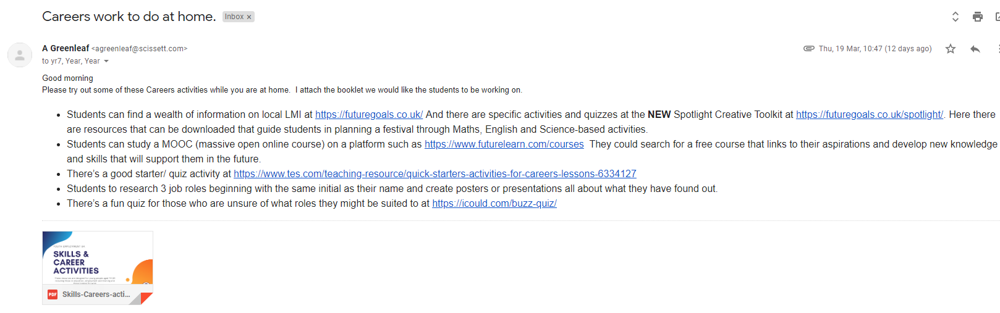 Careers work to do at home. Inbox ×
A Greenleaf <agreenleaf@scissett.com>
Thu, 19 Mar, 10:47 (12 days ago)
to yr7, Year, Year
Good morning
Please try out some of these Careers activities while you are at home.  I attach the booklet we would like the students to be working on.
• Students can find a wealth of information on local LMI at https://futuregoals.co.uk/ And there are specific activities and quizzes at the NEW Spotlight Creative Toolkit at https://futuregoals.co.uk/spotlight/. Here there
are resources that can be downloaded that guide students in planning a festival through Maths, English and Science-based activities.
• Students can study a MOOC (massive open online course) on a platform such as https://www.futurelearn.com/courses  They could search for a free course that links to their aspirations and develop new knowledge
and skills that will support them in the future.
• There's a good starter/ quiz activity at https://www.tes.com/teaching-resource/quick-starters-activities-for-careers-lessons-6334127
• Students to research 3 job roles beginning with the same initial as their name and create posters or presentations all about what they have found out.
• There's a fun quiz for those who are unsure of what roles they might be suited to at https://icould.com/buzz-quiz/
YOUTH EMPLOYMENT UK
SKILLS &
CAREER
ACTIVITIES
PDF Skills-Careers-acti...